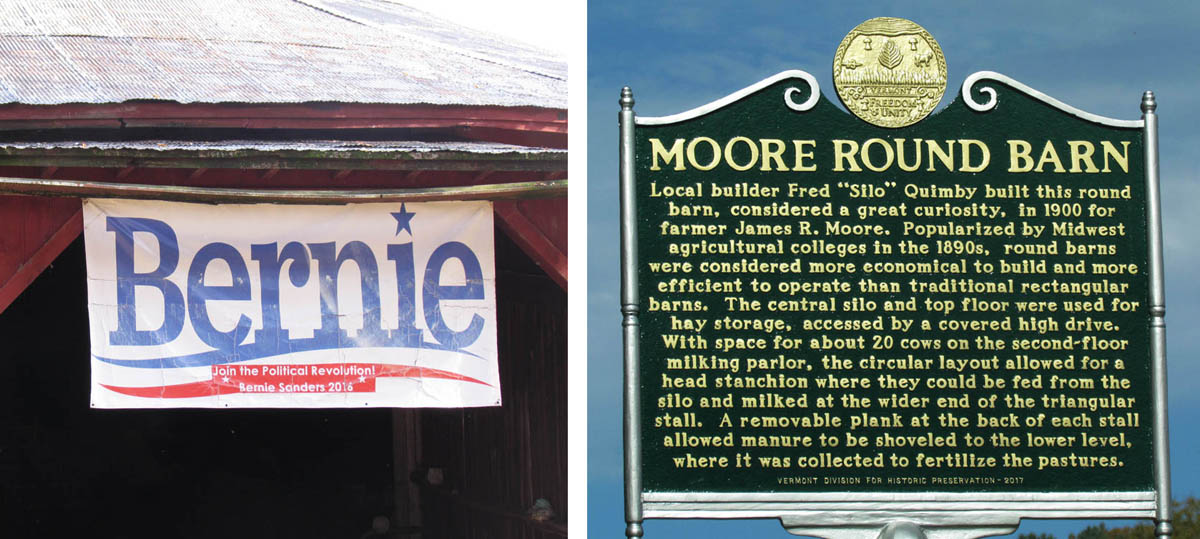 Bernie
Join the Political Revolution!
Bernie Sanders 2016
VERMONT
FREEDOM
& UNITY
MOORE ROUND BARN
Local builder Fred “Silo” Quimby built this round
barn, considered a great curiosity, in 1900 for
farmer James R. Moore. Popularized by Midwest
agricultural colleges in the 1890s, round barns
were considered more economical to build and more
efficient to operate than traditional rectangular
barns. The central silo and top floor were used for
hay storage, accessed by a covered high drive.
With space for about 20 cows on the second-floor
milking parlor, the circular layout allowed for a
head stanchion where they could be fed from the
silo and milked at the wider end of the triangular
stall. A removable plank at the back of each stall
allowed manure to be shoveled to the lower level,
where it was collected to fertilize the pastures.
VERMONT DIVISION FOR HISTORIC PRESERVATION - 2017